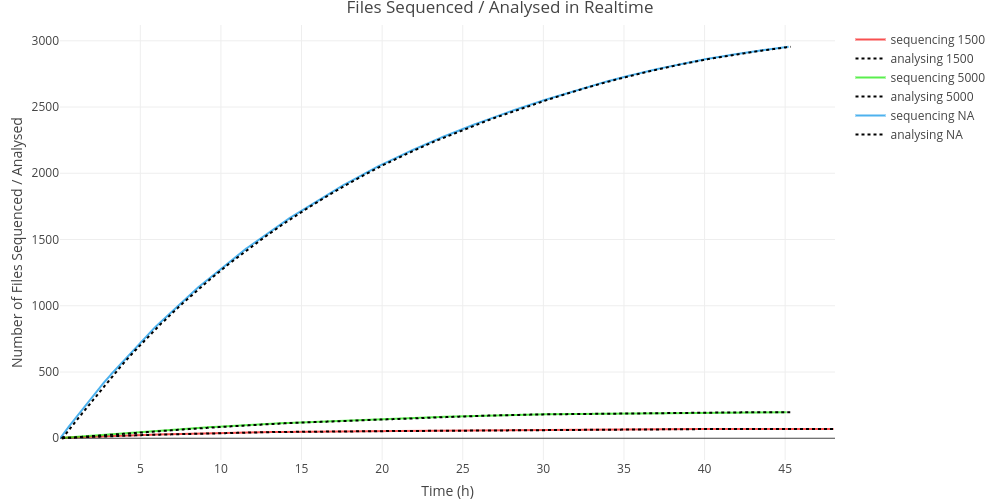 Files Sequenced / Analysed in Realtime
3000
2500
2000
1500
1000
500
0
Number of Files Sequenced / Analysed
5 10 15 20 25 30 35 40 45
Time (h)
sequencing 1500
analysing 1500
sequencing 5000
analysing 5000
sequencing NA
analysing NA